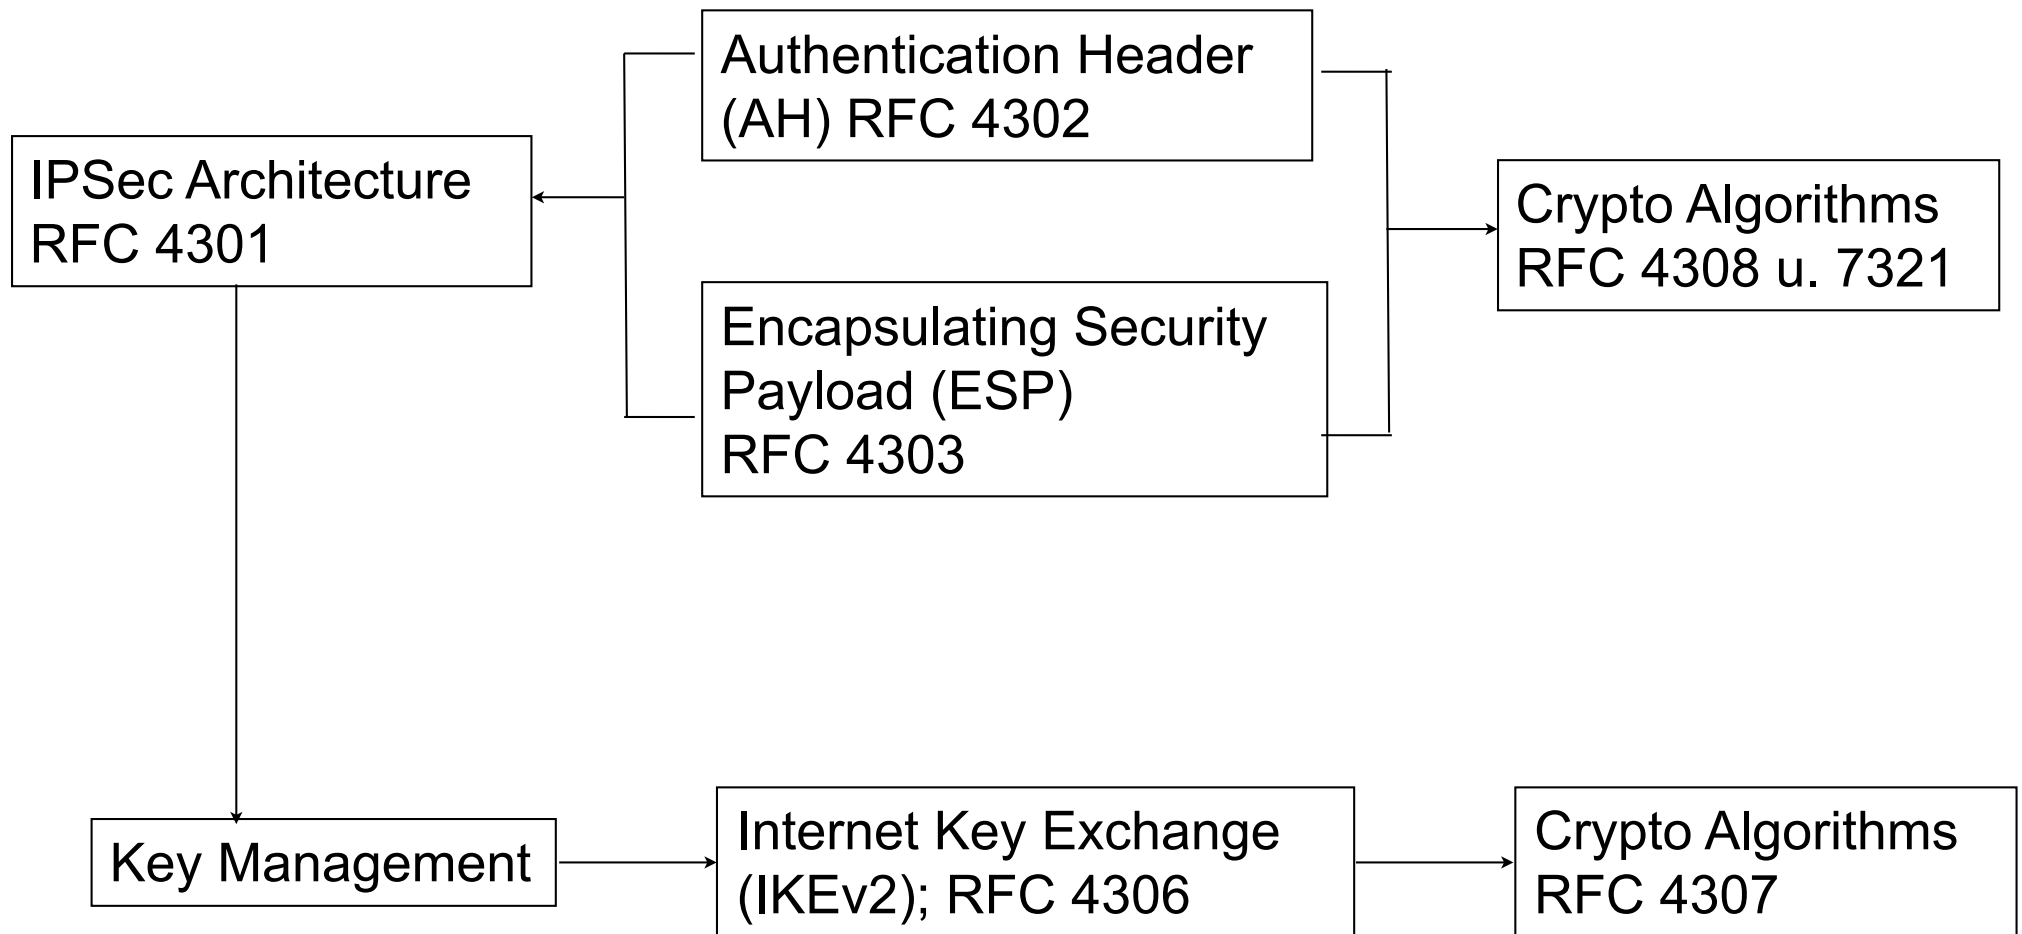 Authentication Header
(AH) RFC 4302
IPSec Architecture
RFC 4301
Crypto Algorithms
RFC 4308 u. 7321
Encapsulating Security
Payload (ESP)
RFC 4303
Key Management
Internet Key Exchange
(IKEv2); RFC 4306
Crypto Algorithms
RFC 4307